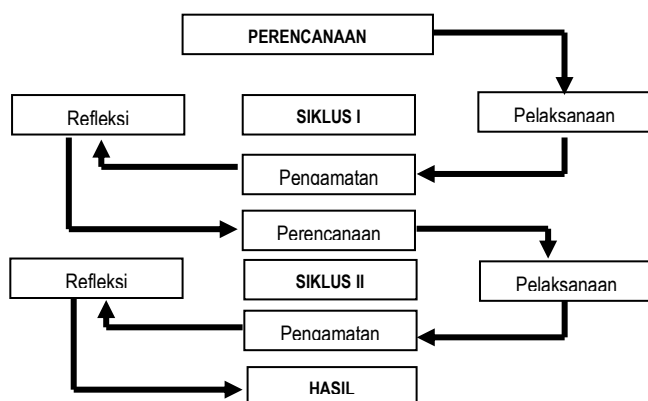 PERENCANAAN
Refleksi
SIKLUS I
Pelaksanaan
Pengamatan
Perencanaan
Refleksi
SIKLUS II
Pelaksanaan
Pengamatan
HASIL